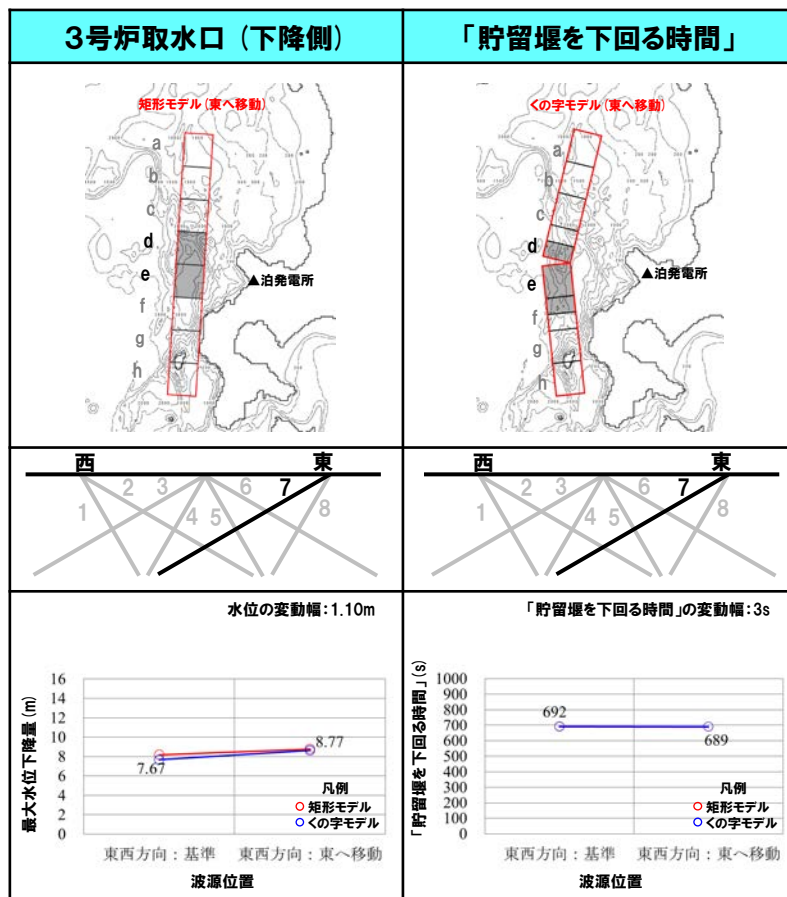 3号炉取水口（下降側）
「貯留堰を下回る時間」
矩形モデル(東へ移動)
a
b
c
d
e
f
g
h
▲泊発電所
くの字モデル(東へ移動)
a
b
c
d
e
f
g
h
▲泊発電所
西
東
1
2
3
4
5
6
7
8
西
東
1
2
3
4
5
6
7
8
水位の変動幅:1.10m
最大水位下降量(m)
16
14
12
10
8
6
4
2
0
7.67
8.77
凡例
矩形モデル
くの字モデル
東西方向：基準
東西方向：東へ移動
波源位置
「貯留堰を下回る時間」の変動幅:3s
「貯留堰を下回る時間」(s)
1000
900
800
700
600
500
400
300
200
100
0
692
689
凡例
矩形モデル
くの字モデル
東西方向：基準
東西方向：東へ移動
波源位置